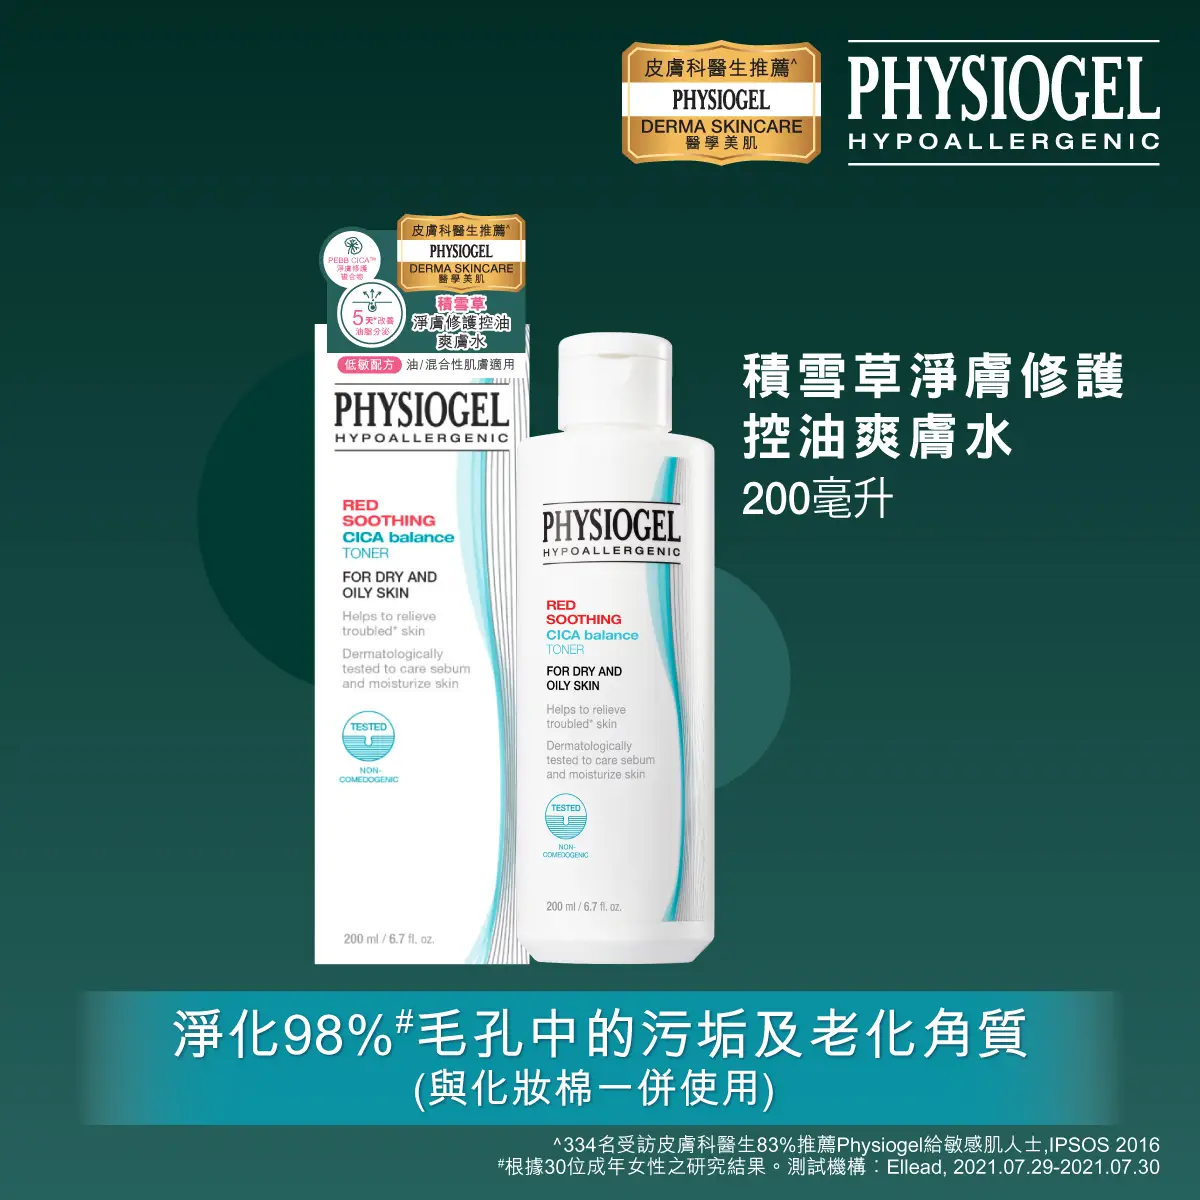 皮膚科醫生推薦^
PHYSIOGEL
DERMA SKINCARE
醫學美肌
PHYSIOGEL
HYPOALLERGENIC
PEBB CICA™
淨膚修護
複合物
皮膚科醫生推薦^
PHYSIOGEL
DERMA SKINCARE
醫學美肌
5天*改善
油脂分泌
積雪草
淨膚修護控油
爽膚水
低敏配方 油/混合性肌膚適用
PHYSIOGEL
HYPOALLERGENIC
RED
SOOTHING
CICA balance
TONER
FOR DRY AND
OILY SKIN
Helps to relieve
troubled* skin
Dermatologically
tested to care sebum
and moisturize skin
TESTED
NON-
COMEDOGENIC
200 ml / 6.7 fl. oz.
PHYSIOGEL
HYPOALLERGENIC
RED
SOOTHING
CICA balance
TONER
FOR DRY AND
OILY SKIN
Helps to relieve
troubled* skin
Dermatologically
tested to care sebum
and moisturize skin
TESTED
NON-
COMEDOGENIC
200 ml / 6.7 fl. oz.
積雪草淨膚修護
控油爽膚水
200毫升
淨化98%#毛孔中的污垢及老化角質
(與化妝棉一併使用)
^334名受訪皮膚科醫生83%推薦Physiogel給敏感肌人士,IPSOS 2016
#根據30位成年女性之研究結果。測試機構：Ellead, 2021.07.29-2021.07.30